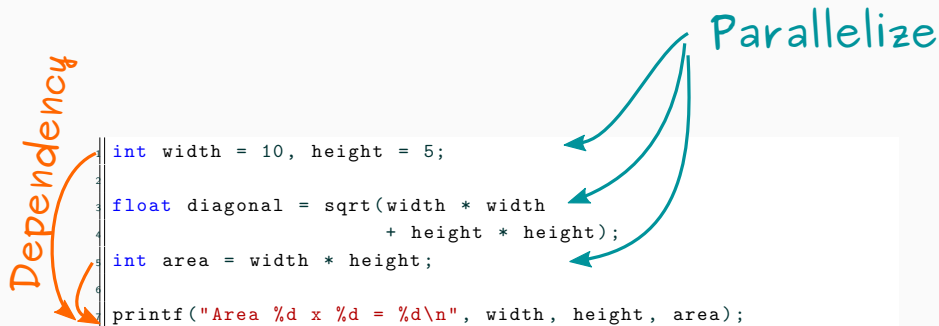 Parallelize
Dependency
1 int width = 10, height = 5;
2
3 float diagonal = sqrt(width * width
4 + height * height);
5 int area = width * height;
6
7 printf("Area %d x %d = %d\n", width, height, area);